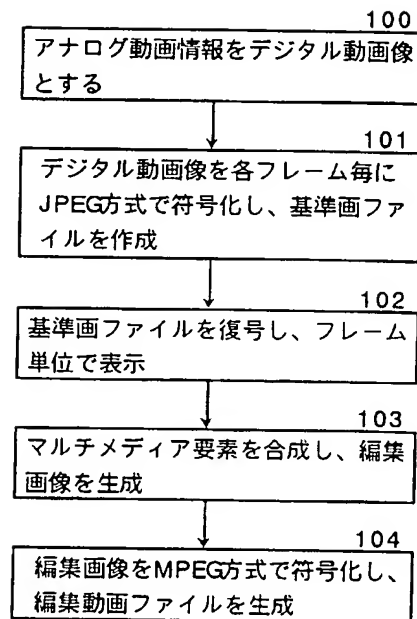 100
アナログ動画情報をデジタル動画像
とする
101
デジタル動画像を各フレーム毎に
JPEG方式で符号化し、基準画ファ
イルを作成
102
基準画ファイルを復号し、フレーム
単位で表示
103
マルチメディア要素を合成し、編集
画像を生成
104
編集画像をMPEG方式で符号化し、
編集動画ファイルを生成